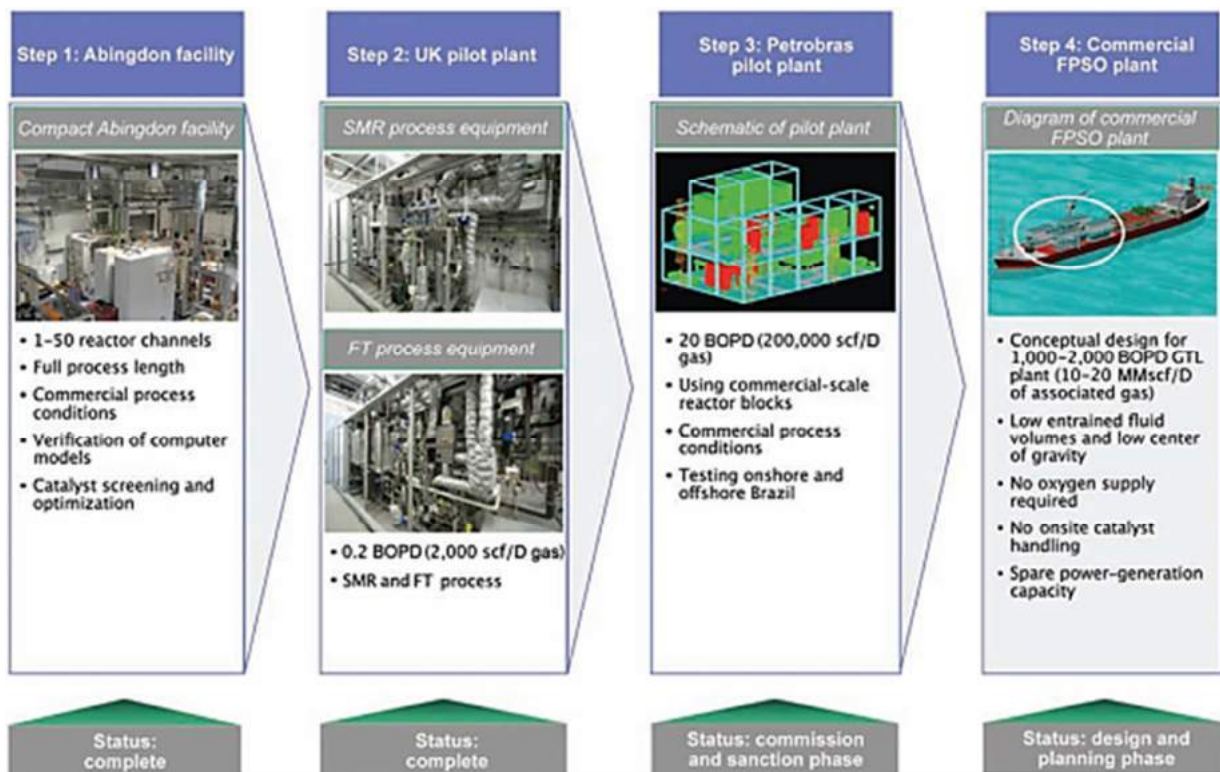 Step 1: Abingdon facility
Compact Abingdon facility
• 1–50 reactor channels
• Full process length
• Commercial process
conditions
• Verification of computer
models
• Catalyst screening and
optimization
Status:
complete
Step 2: UK pilot plant
SMR process equipment
FT process equipment
• 0.2 BOPD (2,000 scf/D gas)
• SMR and FT process
Status:
complete
Step 3: Petrobras
pilot plant
Schematic of pilot plant
• 20 BOPD (200,000 scf/D
gas)
• Using commercial-scale
reactor blocks
• Commercial process
conditions
• Testing onshore and
offshore Brazil
Status: commission
and sanction phase
Step 4: Commercial
FPSO plant
Diagram of commercial
FPSO plant
• Conceptual design for
1,000–2,000 BOPD GTL
plant (10–20 MMscf/D
of associated gas)
• Low entrained fluid
volumes and low center
of gravity
• No oxygen supply
required
• No onsite catalyst
handling
• Spare power-generation
capacity
Status: design and
planning phase